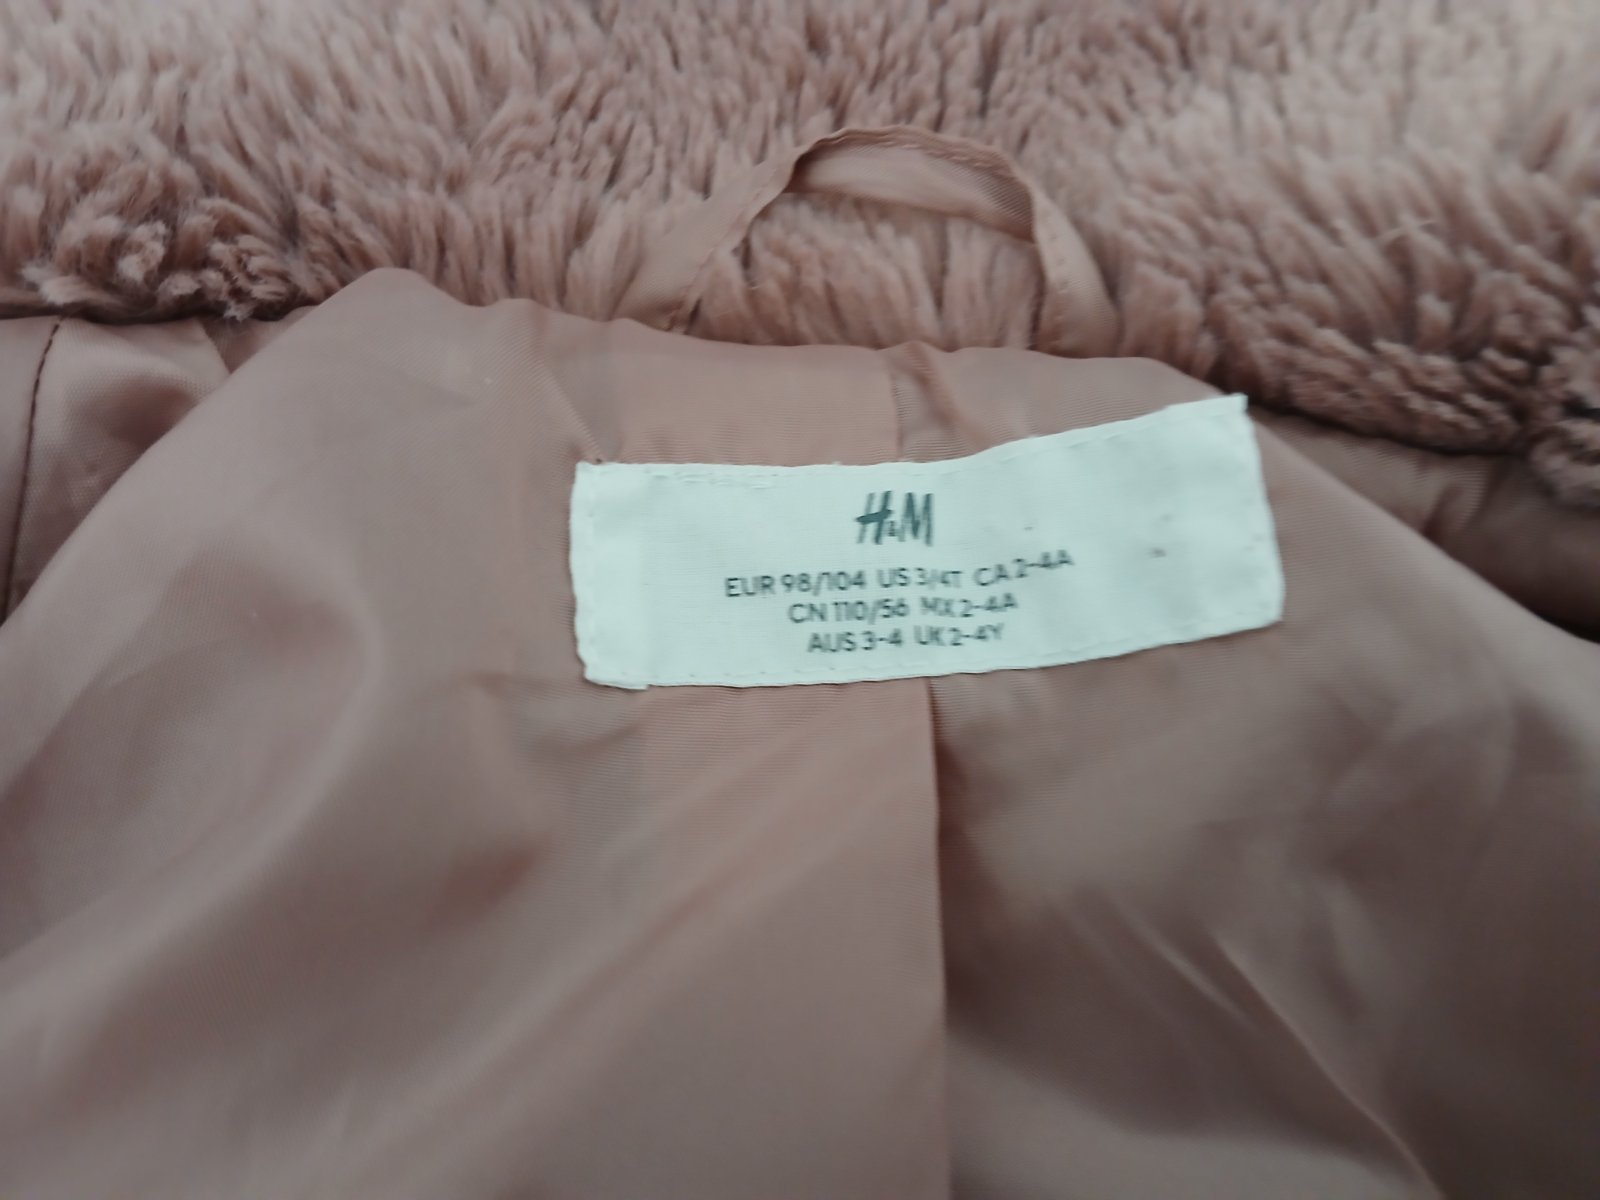 H&M
EUR 98/104 US 3/4T CA 2-4A
CN 110/56 MX 2-4A
AUS 3-4 UK 2-4Y